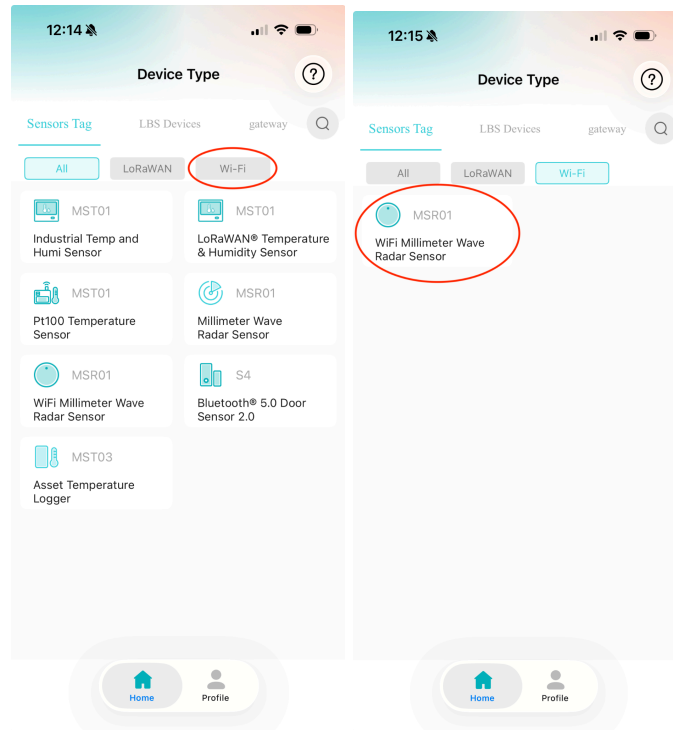 12:14
Device Type
?
Sensors Tag
LBS Devices
gateway
All
LoRaWAN
Wi-Fi
MST01
Industrial Temp and
Humi Sensor
MST01
LoRaWAN® Temperature
& Humidity Sensor
MST01
Pt100 Temperature
Sensor
MSR01
Millimeter Wave
Radar Sensor
MSR01
WiFi Millimeter Wave
Radar Sensor
S4
Bluetooth® 5.0 Door
Sensor 2.0
MST03
Asset Temperature
Logger
Home
Profile
12:15
Device Type
?
Sensors Tag
LBS Devices
gateway
All
LoRaWAN
Wi-Fi
MSR01
WiFi Millimeter Wave
Radar Sensor
Home
Profile